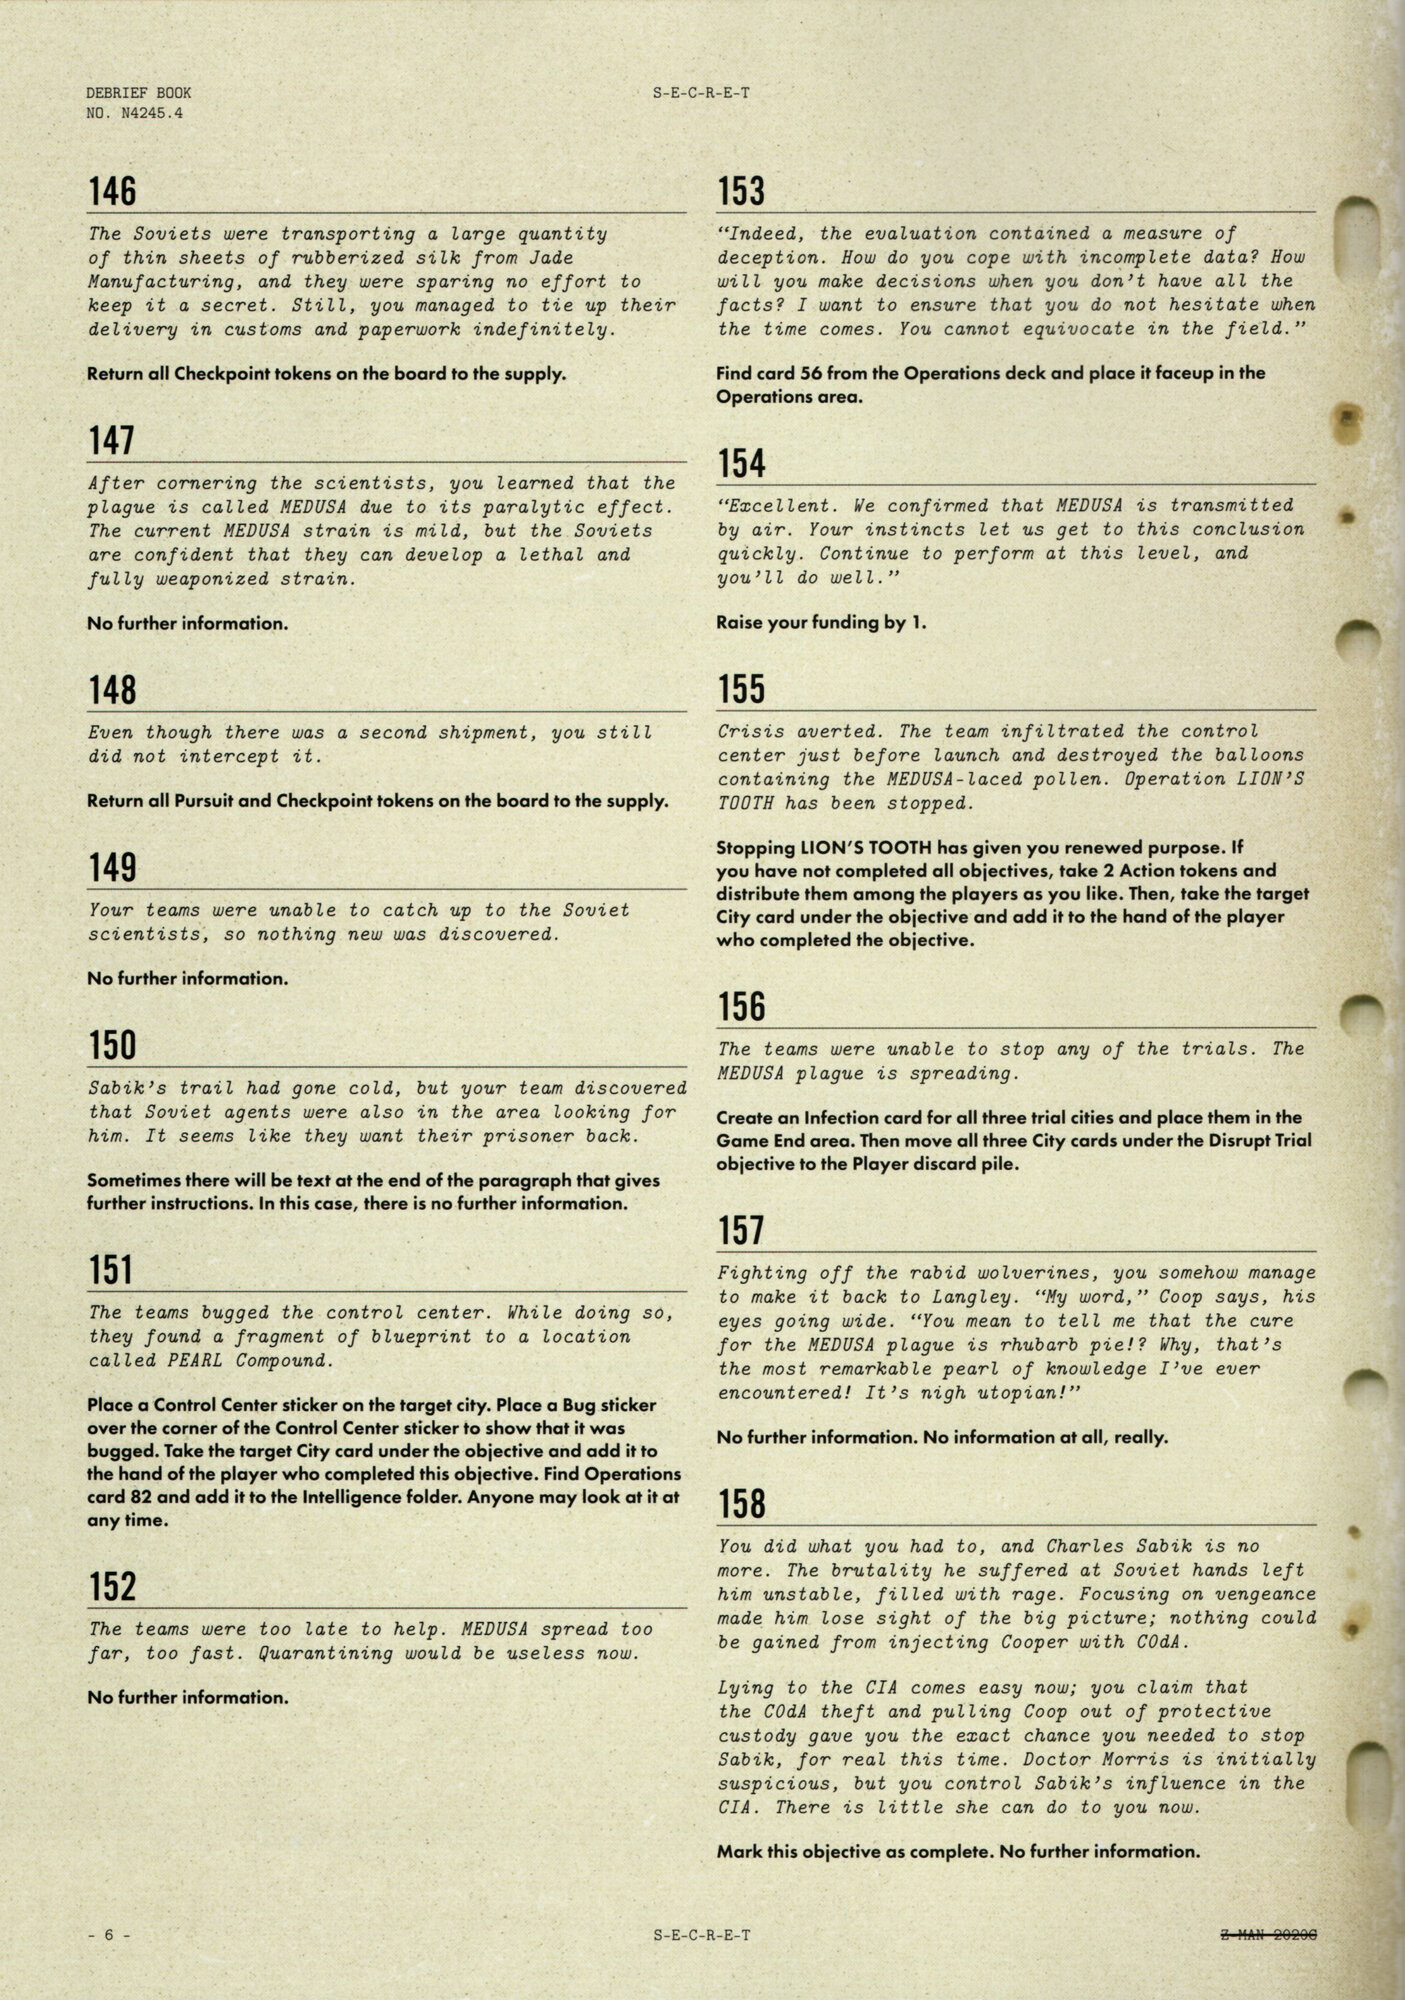 DEBRIEF BOOK
NO. N4245.4
S-E-C-R-E-T
146
The Soviets were transporting a large quantity
of thin sheets of rubberized silk from Jade
Manufacturing, and they were sparing no effort to
keep it a secret. Still, you managed to tie up their
delivery in customs and paperwork indefinitely.
Return all Checkpoint tokens on the board to the supply.
147
After cornering the scientists, you learned that the
plague is called MEDUSA due to its paralytic effect.
The current MEDUSA strain is mild, but the Soviets
are confident that they can develop a lethal and
fully weaponized strain.
No further information.
148
Even though there was a second shipment, you still
did not intercept it.
Return all Pursuit and Checkpoint tokens on the board to the supply.
149
Your teams were unable to catch up to the Soviet
scientists, so nothing new was discovered.
No further information.
150
Sabik's trail had gone cold, but your team discovered
that Soviet agents were also in the area looking for
him. It seems like they want their prisoner back.
Sometimes there will be text at the end of the paragraph that gives
further instructions. In this case, there is no further information.
151
The teams bugged the control center. While doing so,
they found a fragment of blueprint to a location
called PEARL Compound.
Place a Control Center sticker on the target city. Place a Bug sticker
over the corner of the Control Center sticker to show that it was
bugged. Take the target City card under the objective and add it to
the hand of the player who completed this objective. Find Operations
card 82 and add it to the Intelligence folder. Anyone may look at it at
any time.
152
The teams were too late to help. MEDUSA spread too
far, too fast. Quarantining would be useless now.
No further information.
153
“Indeed, the evaluation contained a measure of
deception. How do you cope with incomplete data? How
will you make decisions when you don't have all the
facts? I want to ensure that you do not hesitate when
the time comes. You cannot equivocate in the field.”
Find card 56 from the Operations deck and place it faceup in the
Operations area.
154
“Excellent. We confirmed that MEDUSA is transmitted
by air. Your instincts let us get to this conclusion
quickly. Continue to perform at this level, and
you'll do well.”
Raise your funding by 1.
155
Crisis averted. The team infiltrated the control
center just before launch and destroyed the balloons
containing the MEDUSA-laced pollen. Operation LION'S
TOOTH has been stopped.
Stopping LION'S TOOTH has given you renewed purpose. If
you have not completed all objectives, take 2 Action tokens and
distribute them among the players as you like. Then, take the target
City card under the objective and add it to the hand of the player
who completed the objective.
156
The teams were unable to stop any of the trials. The
MEDUSA plague is spreading.
Create an Infection card for all three trial cities and place them in the
Game End area. Then move all three City cards under the Disrupt Trial
objective to the Player discard pile.
157
Fighting off the rabid wolverines, you somehow manage
to make it back to Langley. “My word,” Coop says, his
eyes going wide. “You mean to tell me that the cure
for the MEDUSA plague is rhubarb pie!? Why, that's
the most remarkable pearl of knowledge I've ever
encountered! It's nigh utopian!”
No further information. No information at all, really.
158
You did what you had to, and Charles Sabik is no
more. The brutality he suffered at Soviet hands left
him unstable, filled with rage. Focusing on vengeance
made him lose sight of the big picture; nothing could
be gained from injecting Cooper with COdA.
Lying to the CIA comes easy now; you claim that
the COdA theft and pulling Coop out of protective
custody gave you the exact chance you needed to stop
Sabik, for real this time. Doctor Morris is initially
suspicious, but you control Sabik's influence in the
CIA. There is little she can do to you now.
Mark this objective as complete. No further information.
- 6 -
S-E-C-R-E-T
Z-MAN 2020G